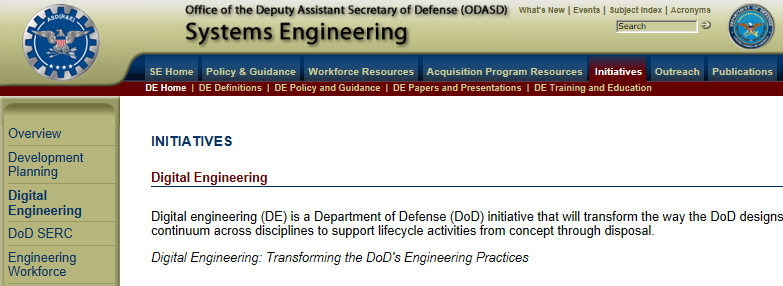 Office of the Deputy Assistant Secretary of Defense (ODASD)
What's New | Events | Subject Index | Acronyms
Systems Engineering
Search
SE Home Policy & Guidance Workforce Resources Acquisition Program Resources Initiatives Outreach Publications
DE Home | DE Definitions | DE Policy and Guidance | DE Papers and Presentations | DE Training and Education
Overview
Development
Planning
Digital
Engineering
DoD SERC
Engineering
Workforce
INITIATIVES
Digital Engineering
Digital engineering (DE) is a Department of Defense (DoD) initiative that will transform the way the DoD designs
continuum across disciplines to support lifecycle activities from concept through disposal.
Digital Engineering: Transforming the DoD's Engineering Practices